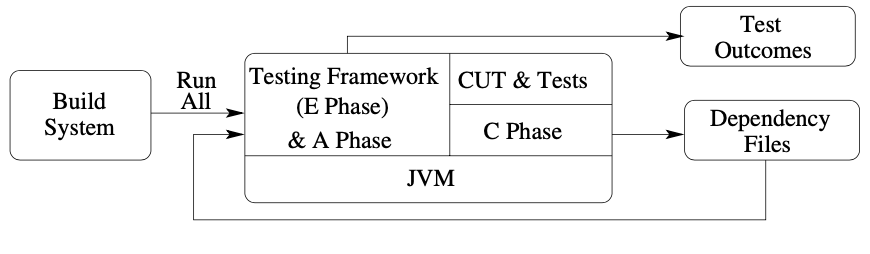 Build
System
Run
All
Testing Framework
(E Phase)
& A Phase
CUT & Tests
C Phase
JVM
Test
Outcomes
Dependency
Files